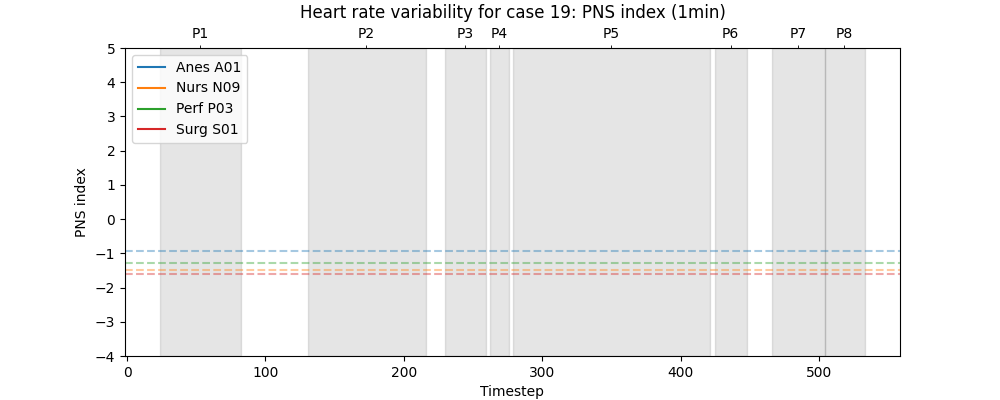 Heart rate variability for case 19: PNS index (1min)
P1 P2 P3 P4 P5 P6 P7 P8
Anes A01
Nurs N09
Perf P03
Surg S01
5
4
3
2
1
0
−1
−2
−3
−4
PNS index
0 100 200 300 400 500
Timestep